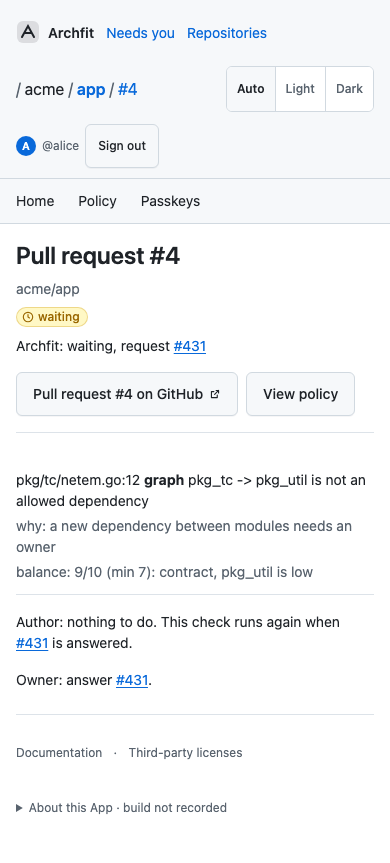 Archfit Needs you Repositories
/ acme / app / #4
Auto Light Dark
A @alice Sign out
Home Policy Passkeys
Pull request #4
acme/app
waiting
Archfit: waiting, request #431
Pull request #4 on GitHub View policy
pkg/tc/netem.go:12 graph pkg_tc -> pkg_util is not an
allowed dependency
why: a new dependency between modules needs an
owner
balance: 9/10 (min 7): contract, pkg_util is low
Author: nothing to do. This check runs again when
#431 is answered.
Owner: answer #431.
Documentation · Third-party licenses
About this App · build not recorded